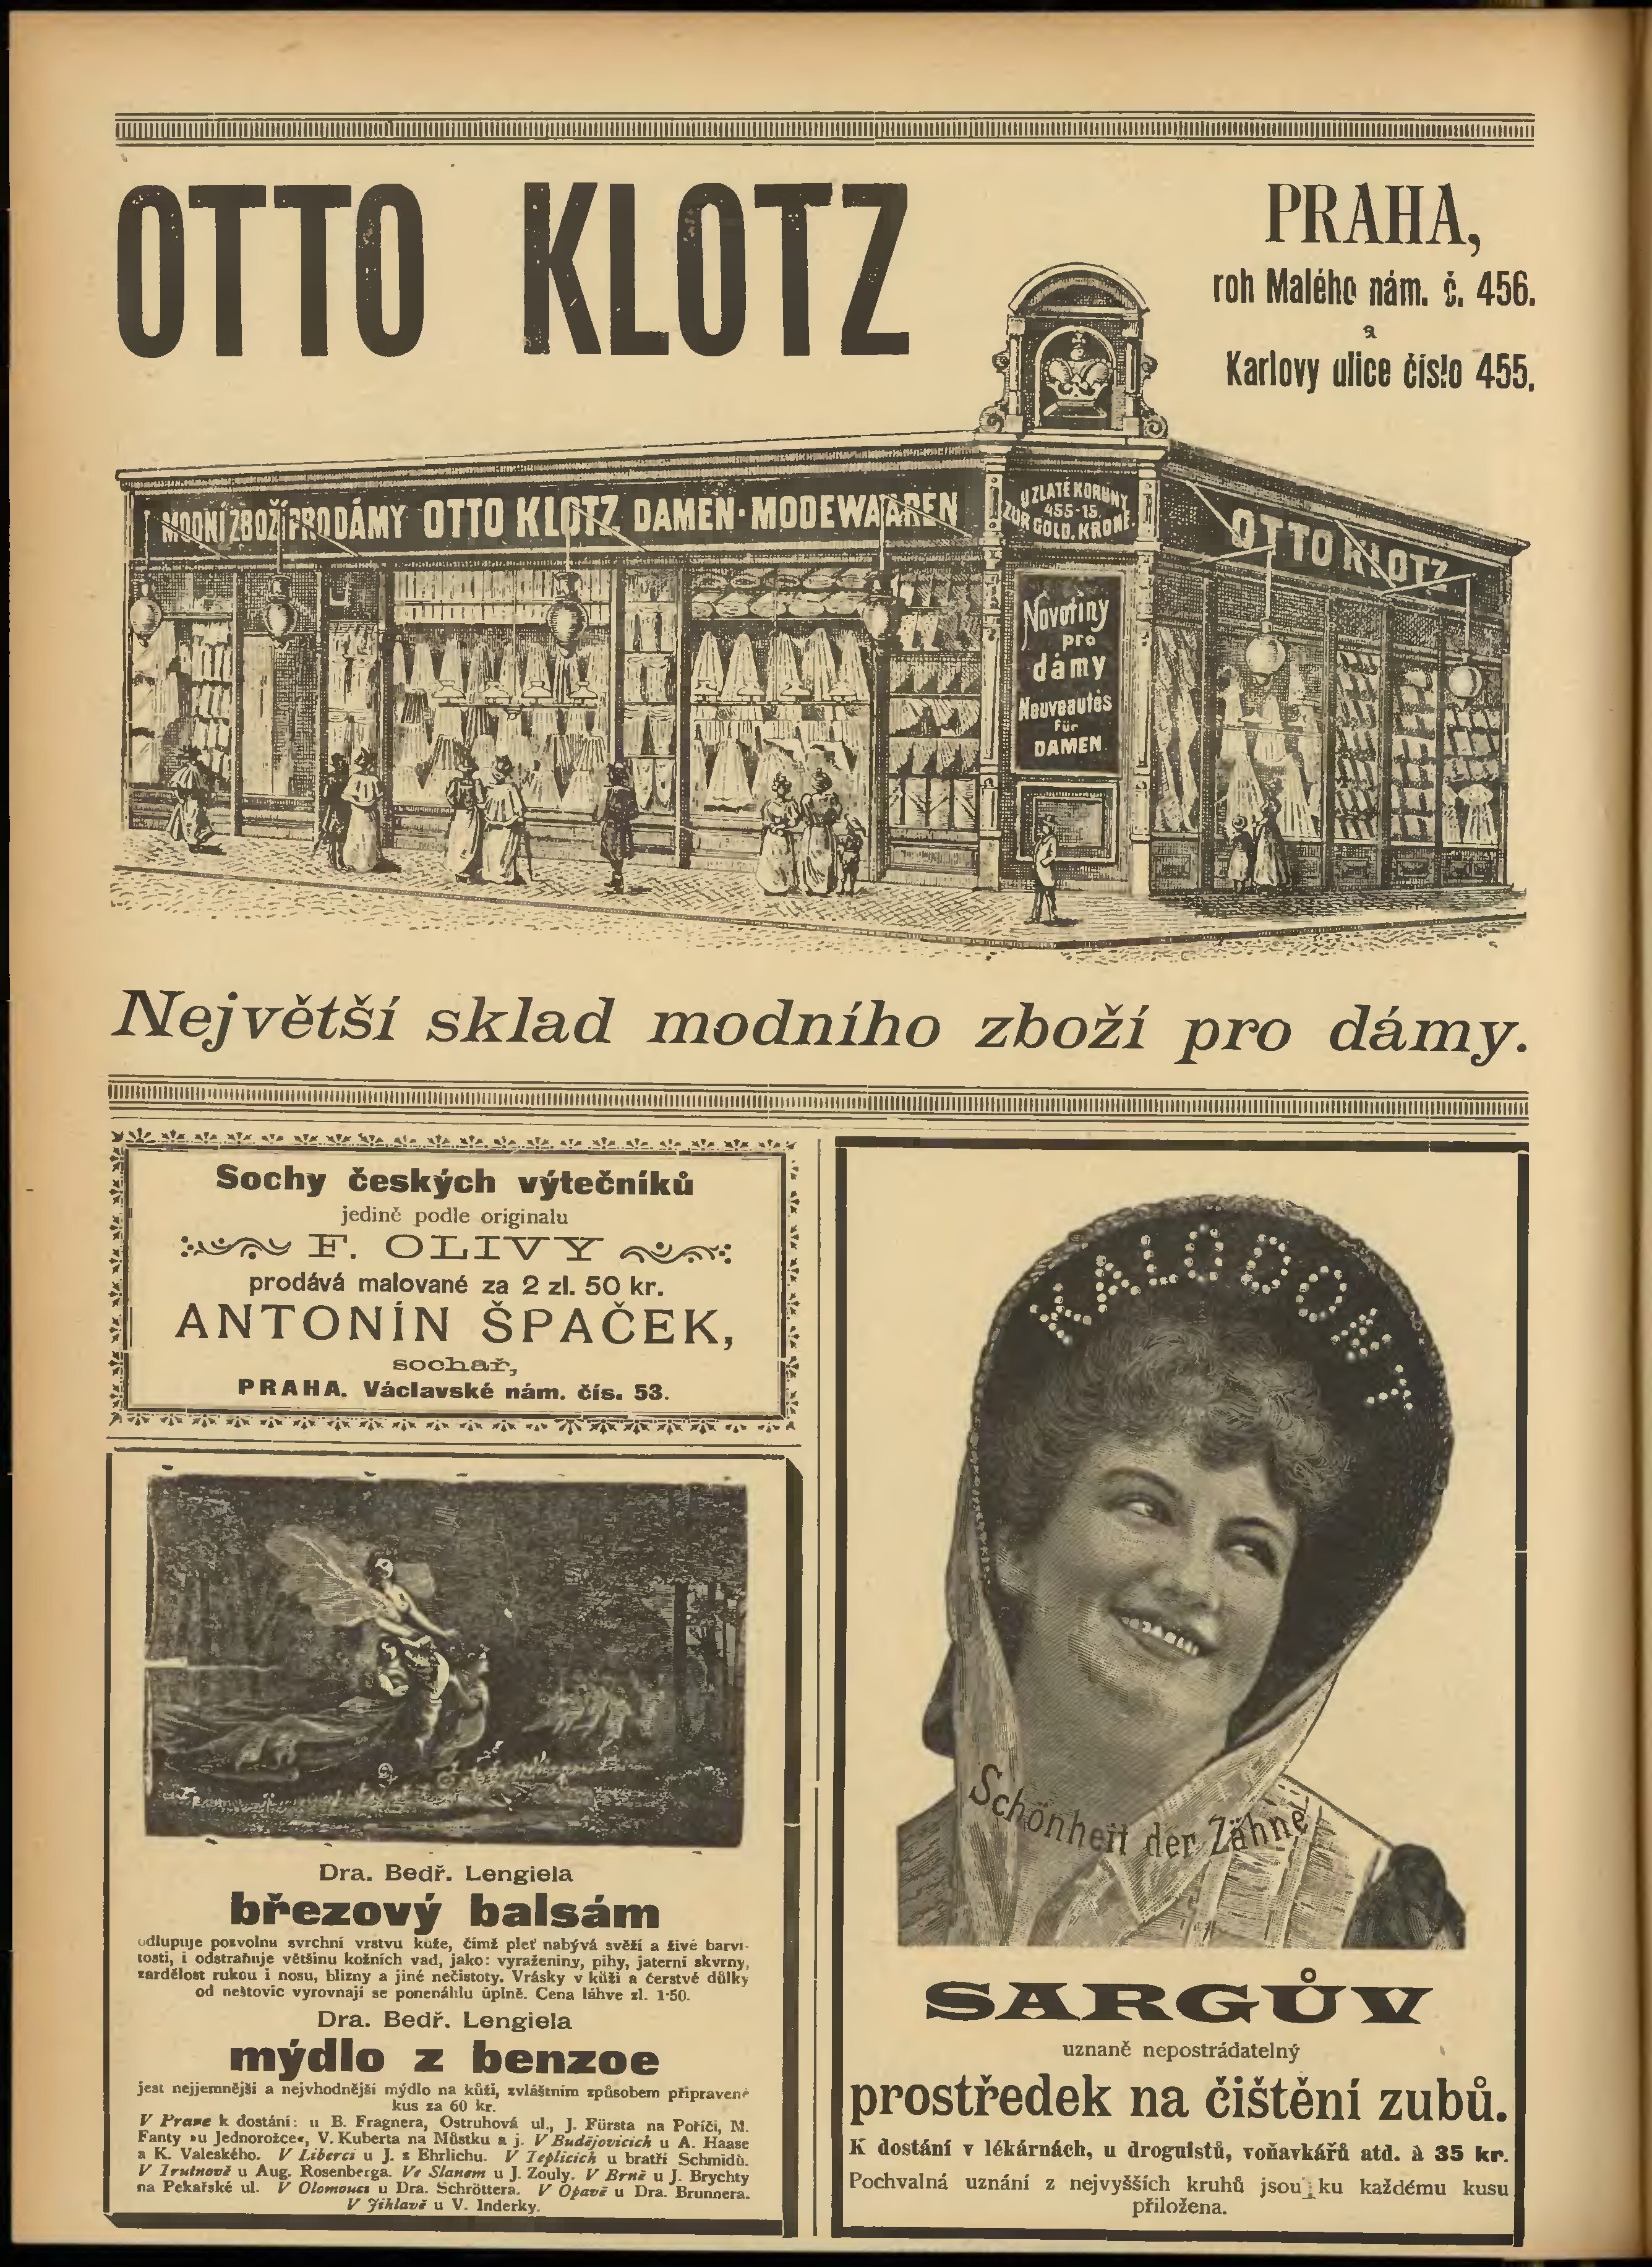 OTTO KLOTZ
PRAHA,
roh Malého nám. č. 456.
a
Karlovy ulice číslo 455.
MODNÍ ZBOŽÍ PRO DÁMY OTTO KLOTZ DAMEN-MODEWAAREN
U ZLATÉ KORUNY
455-15
ZUR GOLD. KRONE.
OTTO KLOTZ
Novotiny
pro
dámy
Neuveautés
Für
DAMEN
Největší sklad modního zboží pro dámy.
Sochy českých výtečníků
jedině podle originalu
F. OLIVY
prodává malované za 2 zl. 50 kr.
ANTONÍN ŠPAČEK,
sochař,
PRAHA. Václavské nám. čís. 53.
Dra. Bedř. Lengiela
březový balsám
odlupuje pozvolna svrchní vrstvu kůže, čímž pleť nabývá svěží a živé barvi-
tosti, i odstraňuje většinu kožních vad, jako: vyraženiny, pihy, jaterní skvrny,
zardělost rukou i nosu, blizny a jiné nečistoty. Vrásky v kůži a čerstvé důlky
od neštovic vyrovnají se ponenáhlu úplně. Cena láhve zl. 1·50.
Dra. Bedř. Lengiela
mýdlo z benzoe
jest nejjemnější a nejvhodnější mýdlo na kůži, zvláštním způsobem připravené
kus za 60 kr.
V Praze k dostání: u B. Fragnera, Ostruhová ul., J. Fürsta na Poříčí, M.
Fanty »u Jednorožce«, V. Kuberta na Můstku a j. V Budějovicích u A. Haase
a K. Valeského. V Liberci u J. z Ehrlichu. V Teplicích u bratří Schmidů.
V Trutnově u Aug. Rosenberga. Ve Slaném u J. Zouly. V Brně u J. Brychty
na Pekařské ul. V Olomouci u Dra. Schröttera. V Opavě u Dra. Brunnera.
V Jihlavě u V. Inderky.
KALODONT
Schönheit der Zähne
SARGŮV
uznaně nepostrádatelný
prostředek na čištění zubů.
K dostání v lékárnách, u droguistů, voňavkářů atd. à 35 kr.
Pochvalná uznání z nejvyšších kruhů jsou ku každému kusu
přiložena.